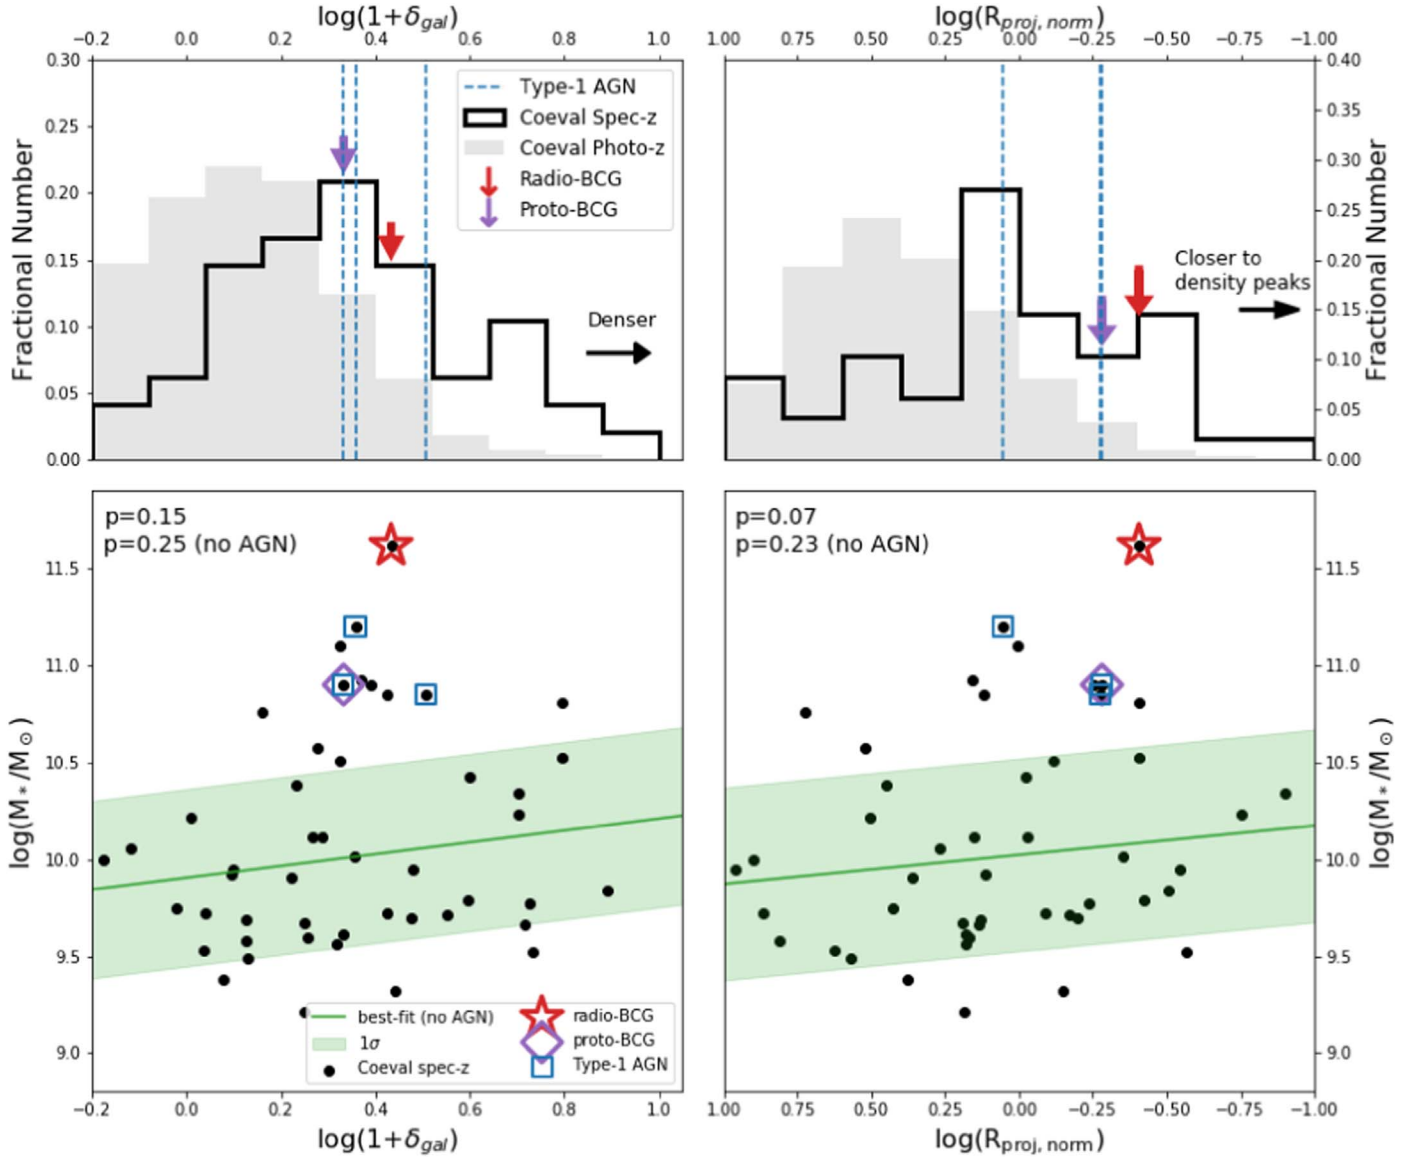 log(1+δgal)
−0.2 0.0 0.2 0.4 0.6 0.8 1.0
0.30
0.25
0.20
0.15
0.10
0.05
0.00
Fractional Number
Type-1 AGN
Coeval Spec-z
Coeval Photo-z
Radio-BCG
Proto-BCG
Denser
log(Rproj, norm)
1.00 0.75 0.50 0.25 0.00 −0.25 −0.50 −0.75 −1.00
0.40
0.35
0.30
0.25
0.20
0.15
0.10
0.05
0.00
Fractional Number
Closer to
density peaks
p=0.15
p=0.25 (no AGN)
11.5
11.0
10.5
10.0
9.5
9.0
log(M*/M⊙)
best-fit (no AGN)
1σ
Coeval spec-z
radio-BCG
proto-BCG
Type-1 AGN
−0.2 0.0 0.2 0.4 0.6 0.8 1.0
log(1+δgal)
p=0.07
p=0.23 (no AGN)
11.5
11.0
10.5
10.0
9.5
9.0
log(M*/M⊙)
1.00 0.75 0.50 0.25 0.00 −0.25 −0.50 −0.75 −1.00
log(Rproj, norm)